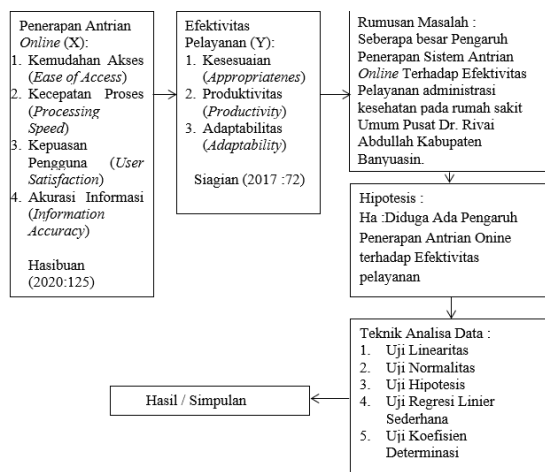 Penerapan Antrian
Online (X):
1. Kemudahan Akses
(Ease of Access)
2. Kecepatan Proses
(Processing
Speed)
3. Kepuasan
Pengguna (User
Satisfaction)
4. Akurasi Informasi
(Information
Accuracy)
Hasibuan
(2020:125)
Efektivitas
Pelayanan (Y):
1. Kesesuaian
(Appropriatenes)
2. Produktivitas
(Productivity)
3. Adaptabilitas
(Adaptability)
Siagian (2017 :72)
Rumusan Masalah :
Seberapa besar Pengaruh
Penerapan Sistem Antrian
Online Terhadap Efektivitas
Pelayanan administrasi
kesehatan pada rumah sakit
Umum Pusat Dr. Rivai
Abdullah Kabupaten
Banyuasin.
Hipotesis :
Ha :Diduga Ada Pengaruh
Penerapan Antrian Onine
terhadap Efektivitas
pelayanan
Teknik Analisa Data :
1. Uji Linearitas
2. Uji Normalitas
3. Uji Hipotesis
4. Uji Regresi Linier
Sederhana
5. Uji Koefisien
Determinasi
Hasil / Simpulan